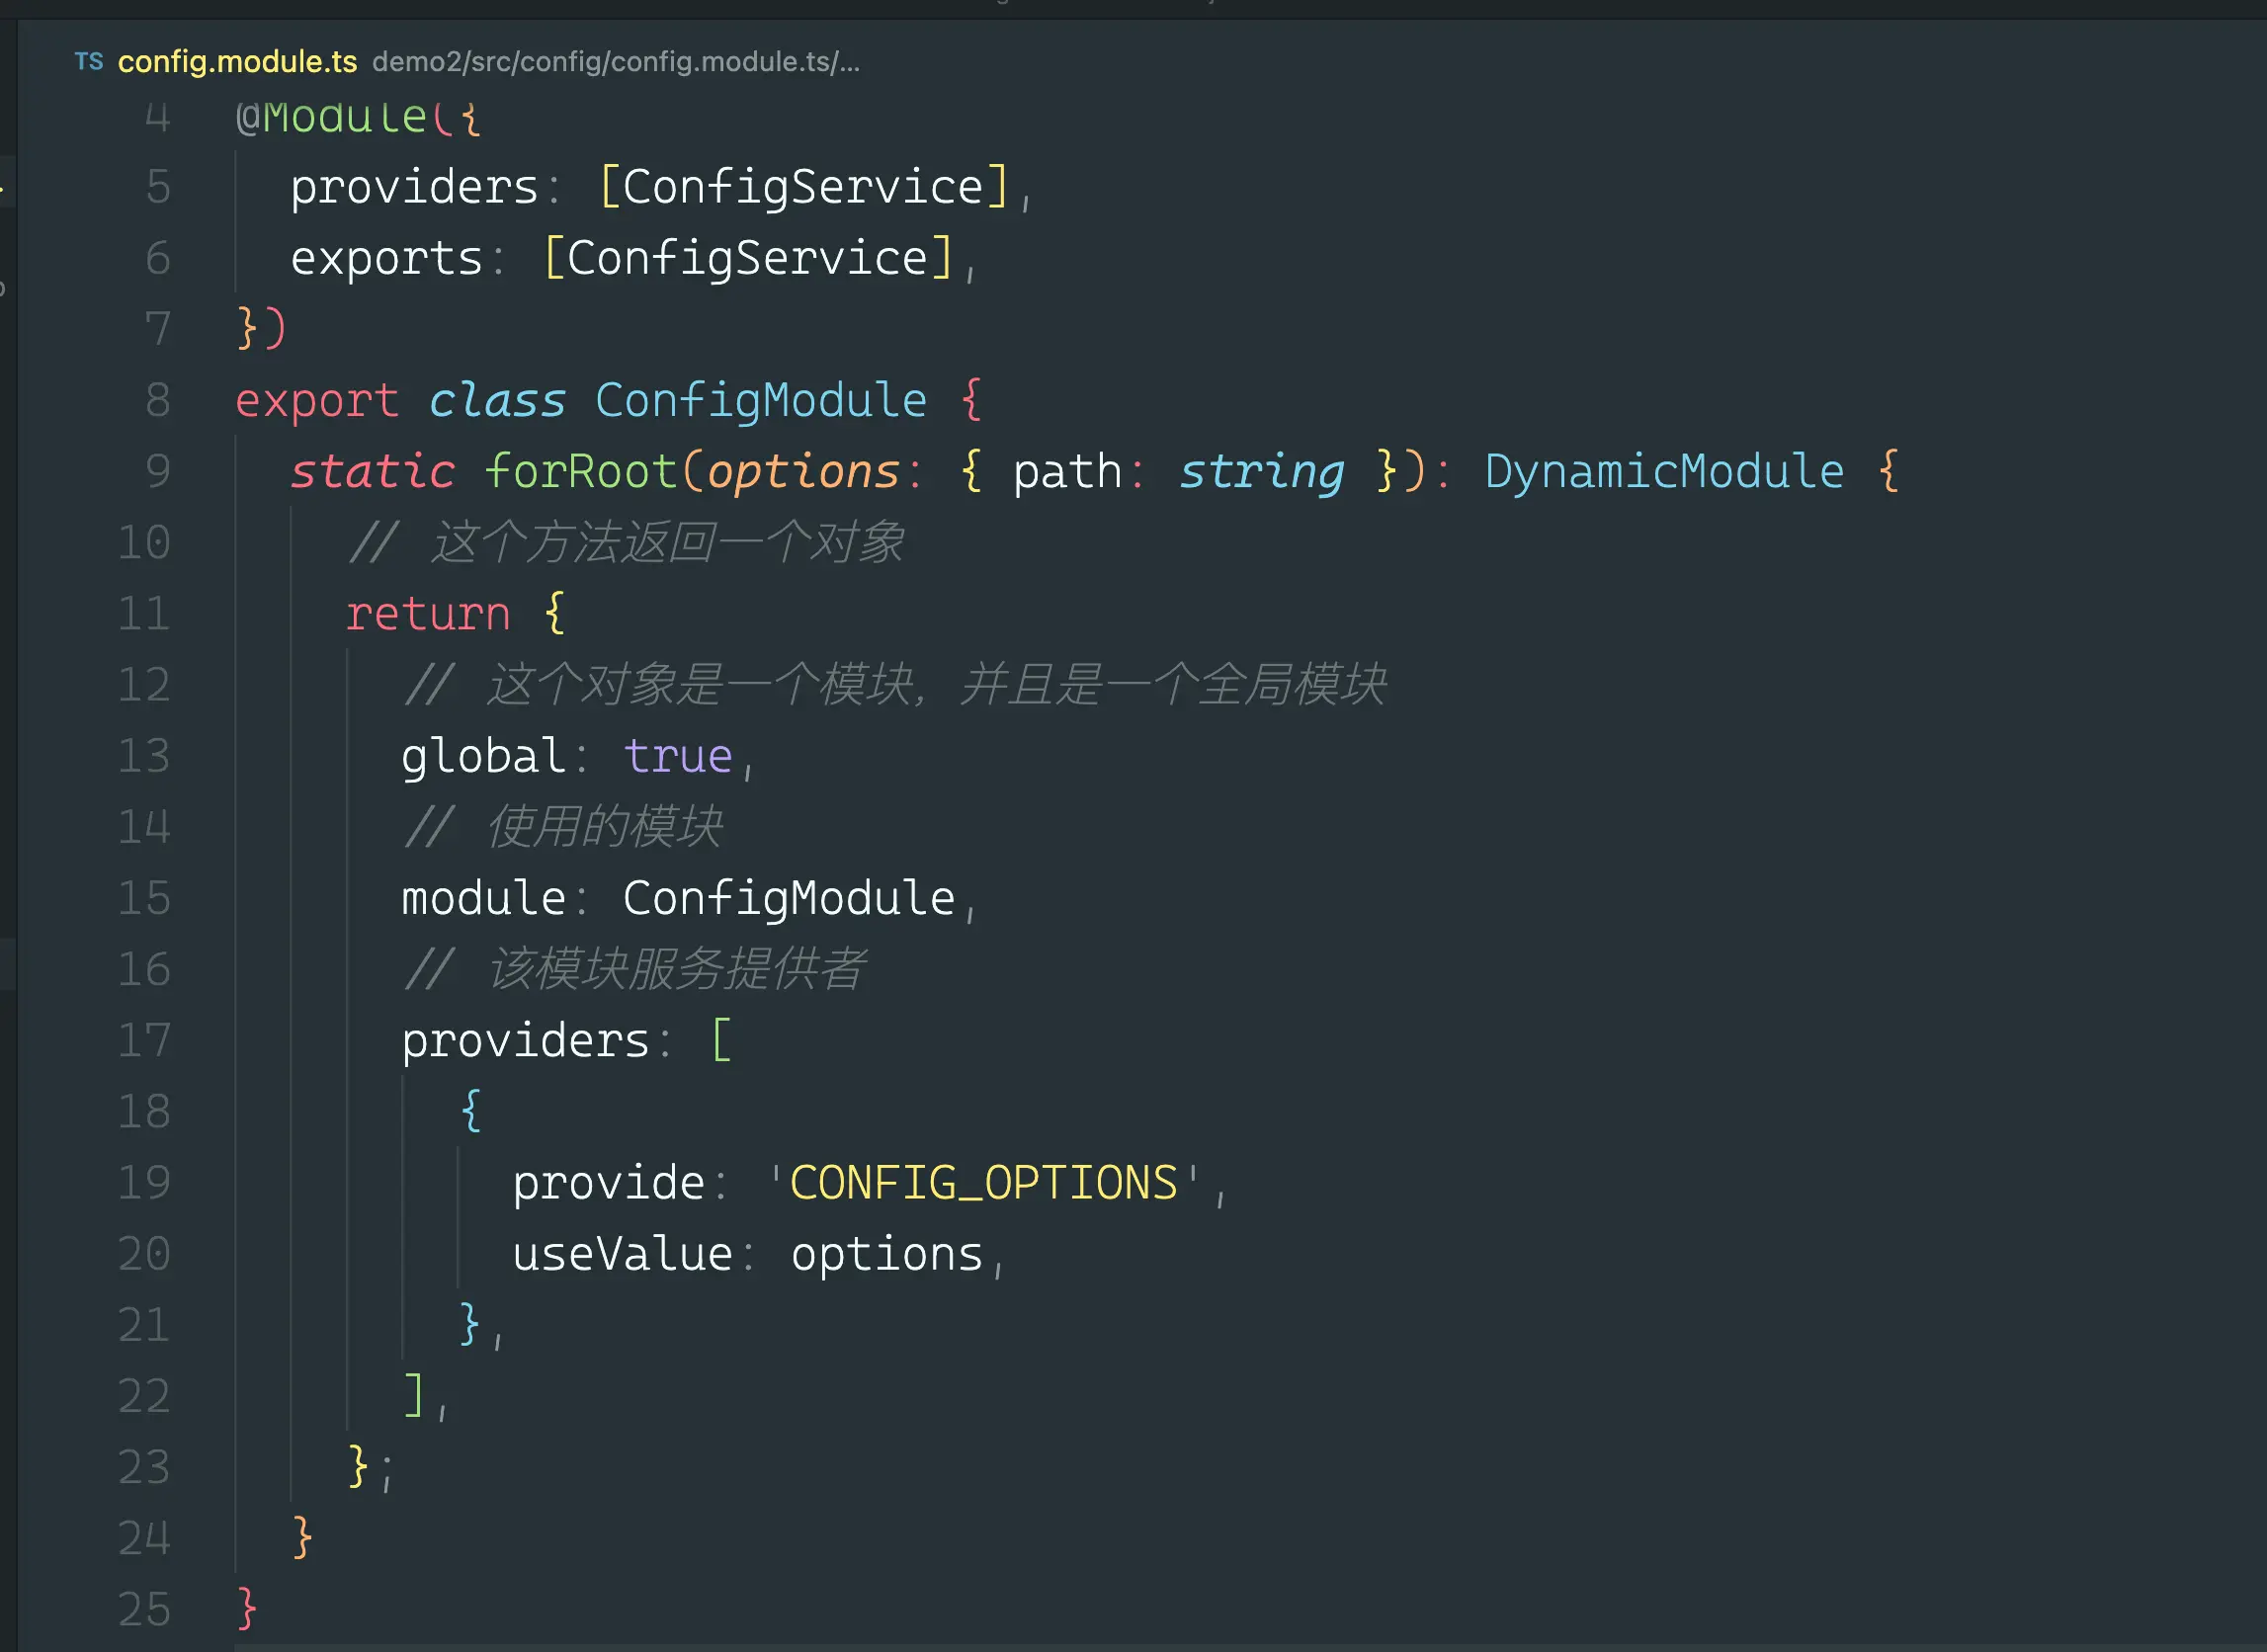 TS config.module.ts demo2/src/config/config.module.ts/...
4 @Module({
5 providers: [ConfigService],
6 exports: [ConfigService],
7 })
8 export class ConfigModule {
9 static forRoot(options: { path: string }): DynamicModule {
10 // 这个方法返回一个对象
11 return {
12 // 这个对象是一个模块，并且是一个全局模块
13 global: true,
14 // 使用的模块
15 module: ConfigModule,
16 // 该模块服务提供者
17 providers: [
18 {
19 provide: 'CONFIG_OPTIONS',
20 useValue: options,
21 },
22 ],
23 };
24 }
25 }